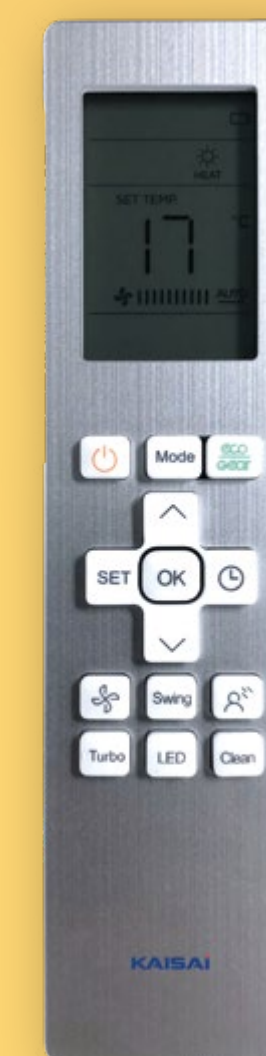 HEAT
SET TEMP.
17 °C
AUTO
Mode
eco
Gear
SET OK
Swing
Turbo LED Clean
KAISAI